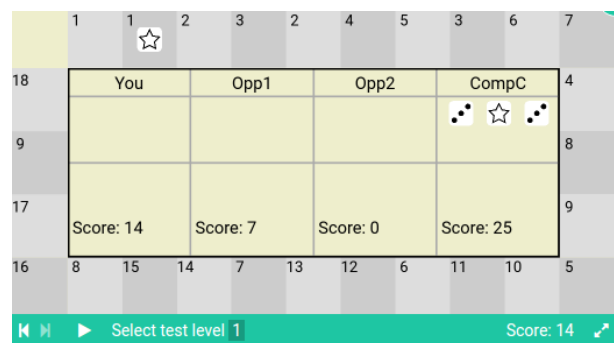 1 1 2 3 2 4 5 3 6 7
18 You Opp1 Opp2 CompC 4
9 8
17 9
Score: 14 Score: 7 Score: 0 Score: 25
16 8 15 14 7 13 12 6 11 10 5
Select test level 1 Score: 14